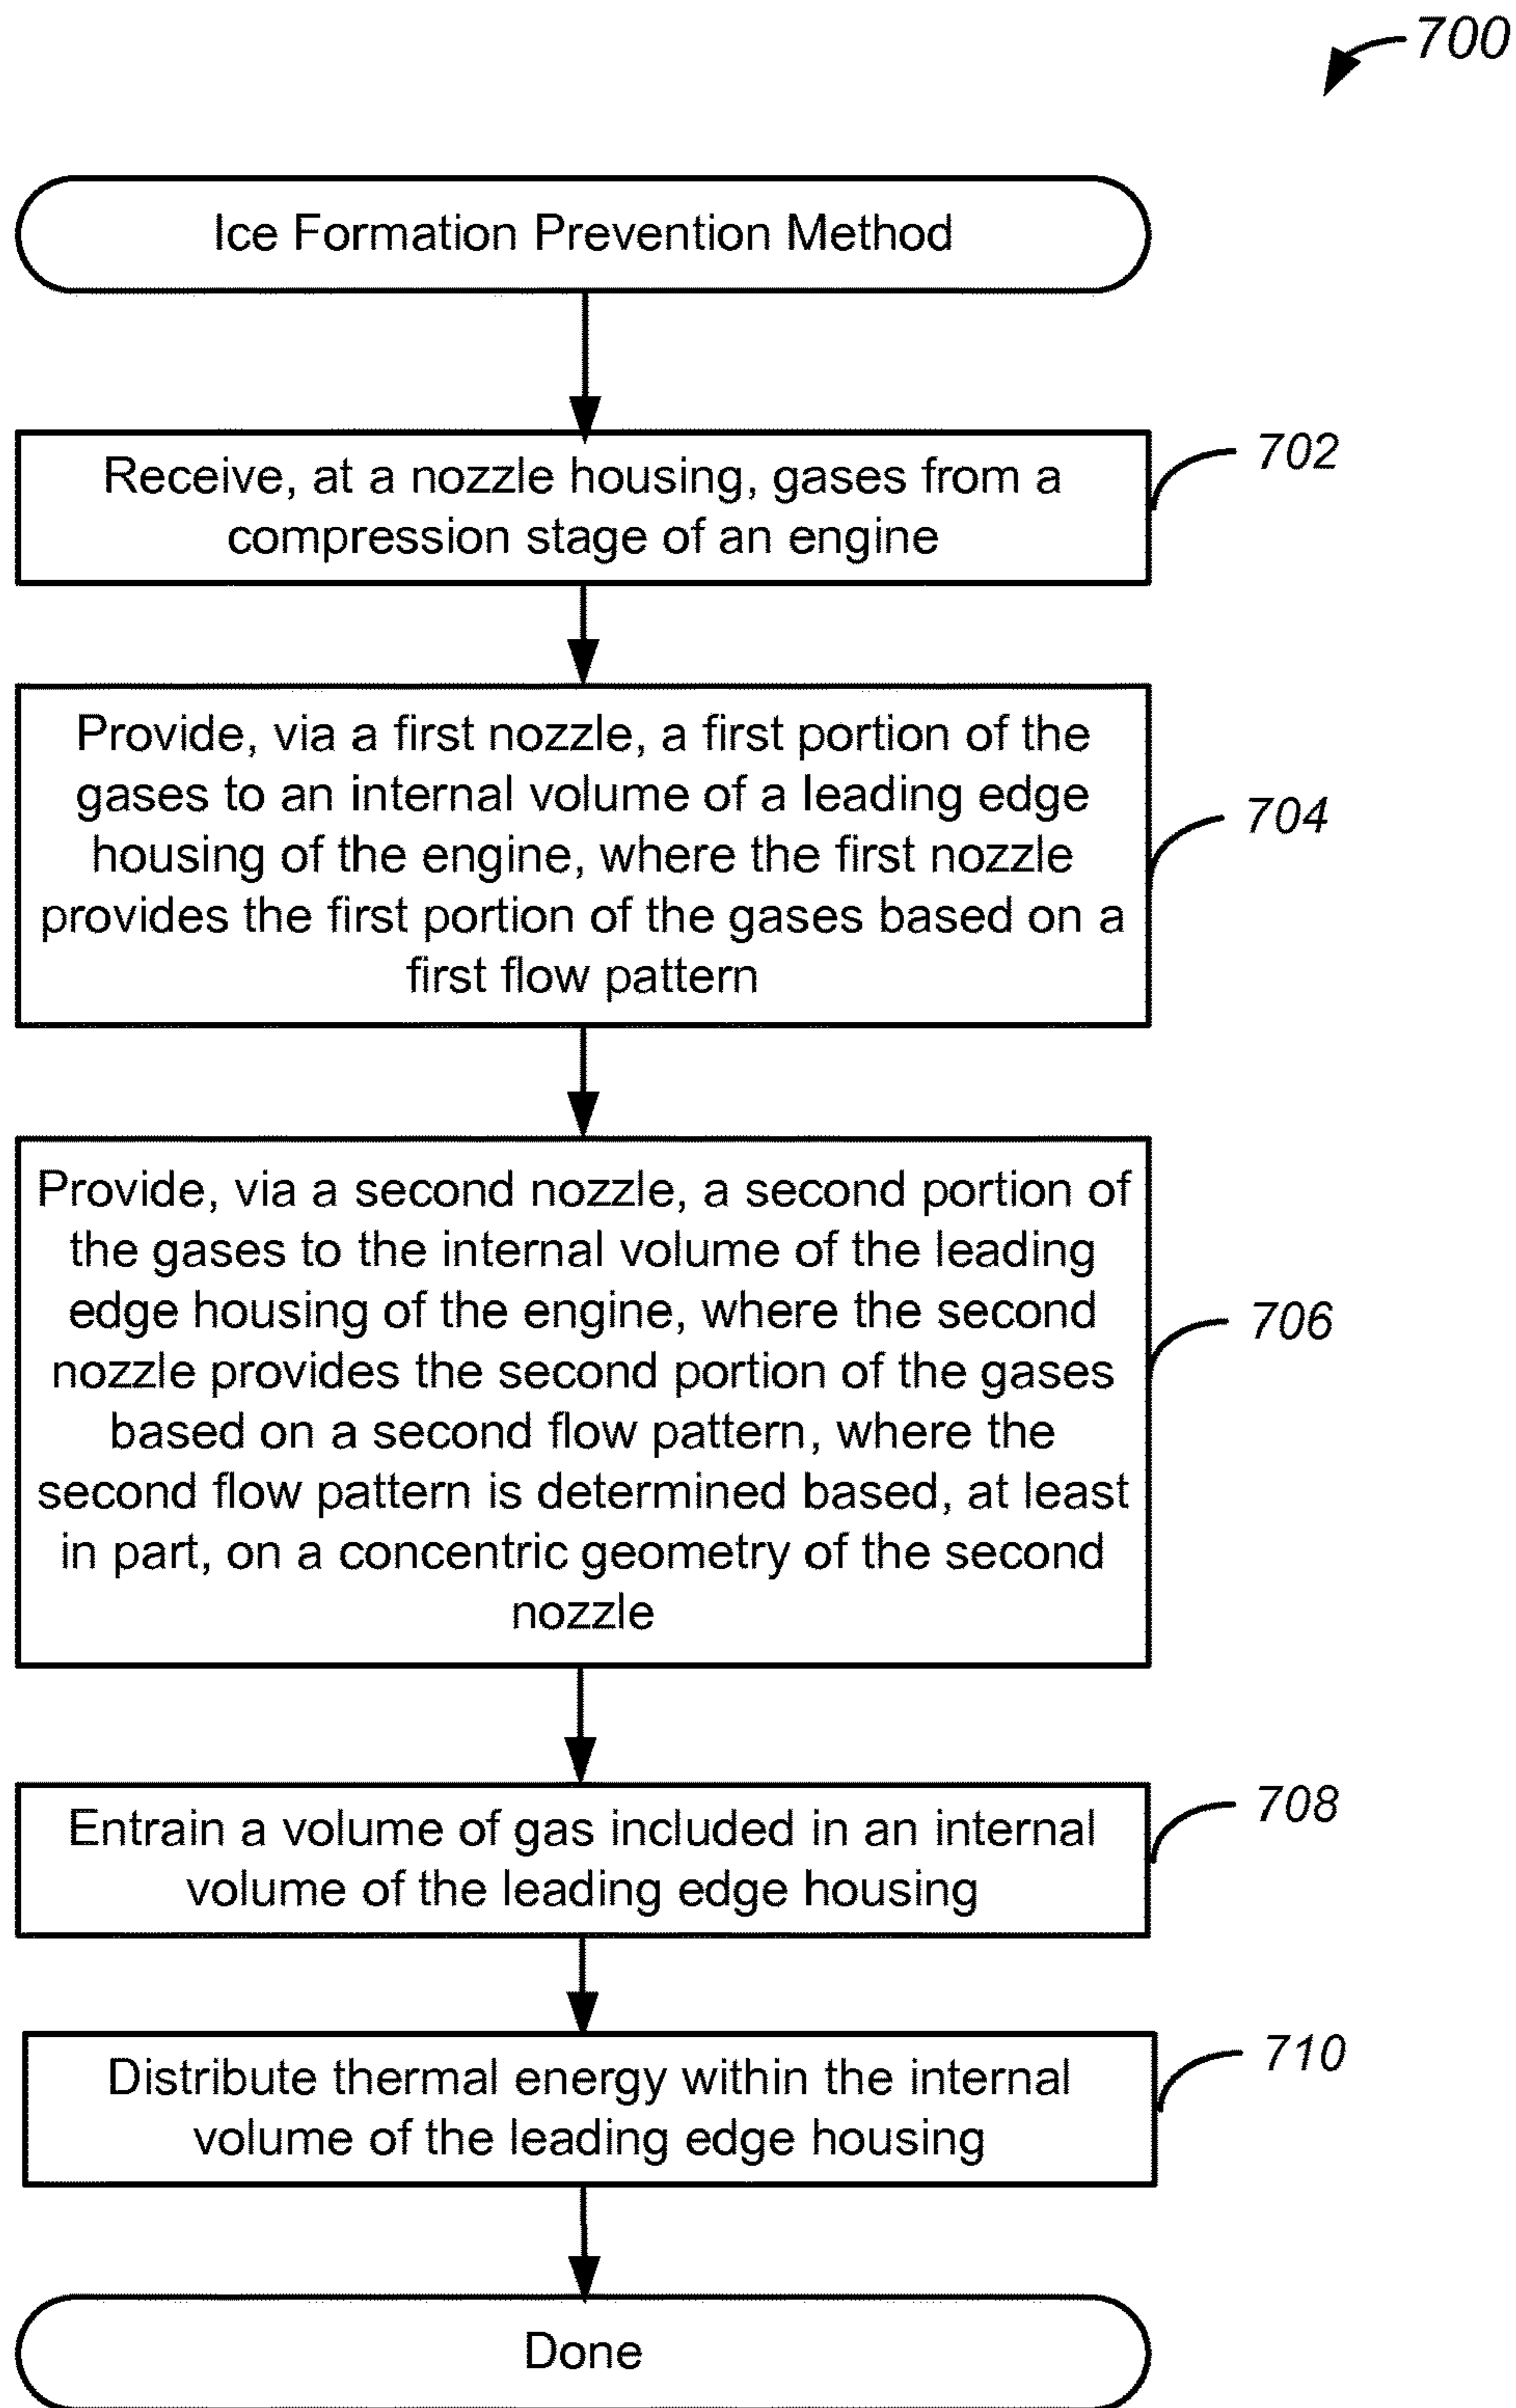 700
Ice Formation Prevention Method
Receive, at a nozzle housing, gases from a
compression stage of an engine
702
Provide, via a first nozzle, a first portion of the
gases to an internal volume of a leading edge
housing of the engine, where the first nozzle
provides the first portion of the gases based on a
first flow pattern
704
Provide, via a second nozzle, a second portion of
the gases to the internal volume of the leading
edge housing of the engine, where the second
nozzle provides the second portion of the gases
based on a second flow pattern, where the
second flow pattern is determined based, at least
in part, on a concentric geometry of the second
nozzle
706
Entrain a volume of gas included in an internal
volume of the leading edge housing
708
Distribute thermal energy within the internal
volume of the leading edge housing
710
Done